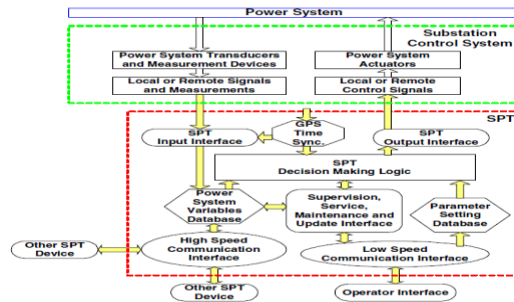 Power System
Substation
Control System
Power System Transducers
and Measurement Devices
Power System
Actuators
Local or Remote Signals
and Measurements
Local or Remote
Control Signals
SPT
SPT
Input Interface
GPS
Time
Sync.
SPT
Output Interface
SPT
Decision Making Logic
Power
System
Variables
Database
Supervision,
Service,
Maintenance and
Update Interface
Parameter
Setting
Database
Other SPT
Device
High Speed
Communication
Interface
Low Speed
Communication Interface
Other SPT
Device
Operator Interface